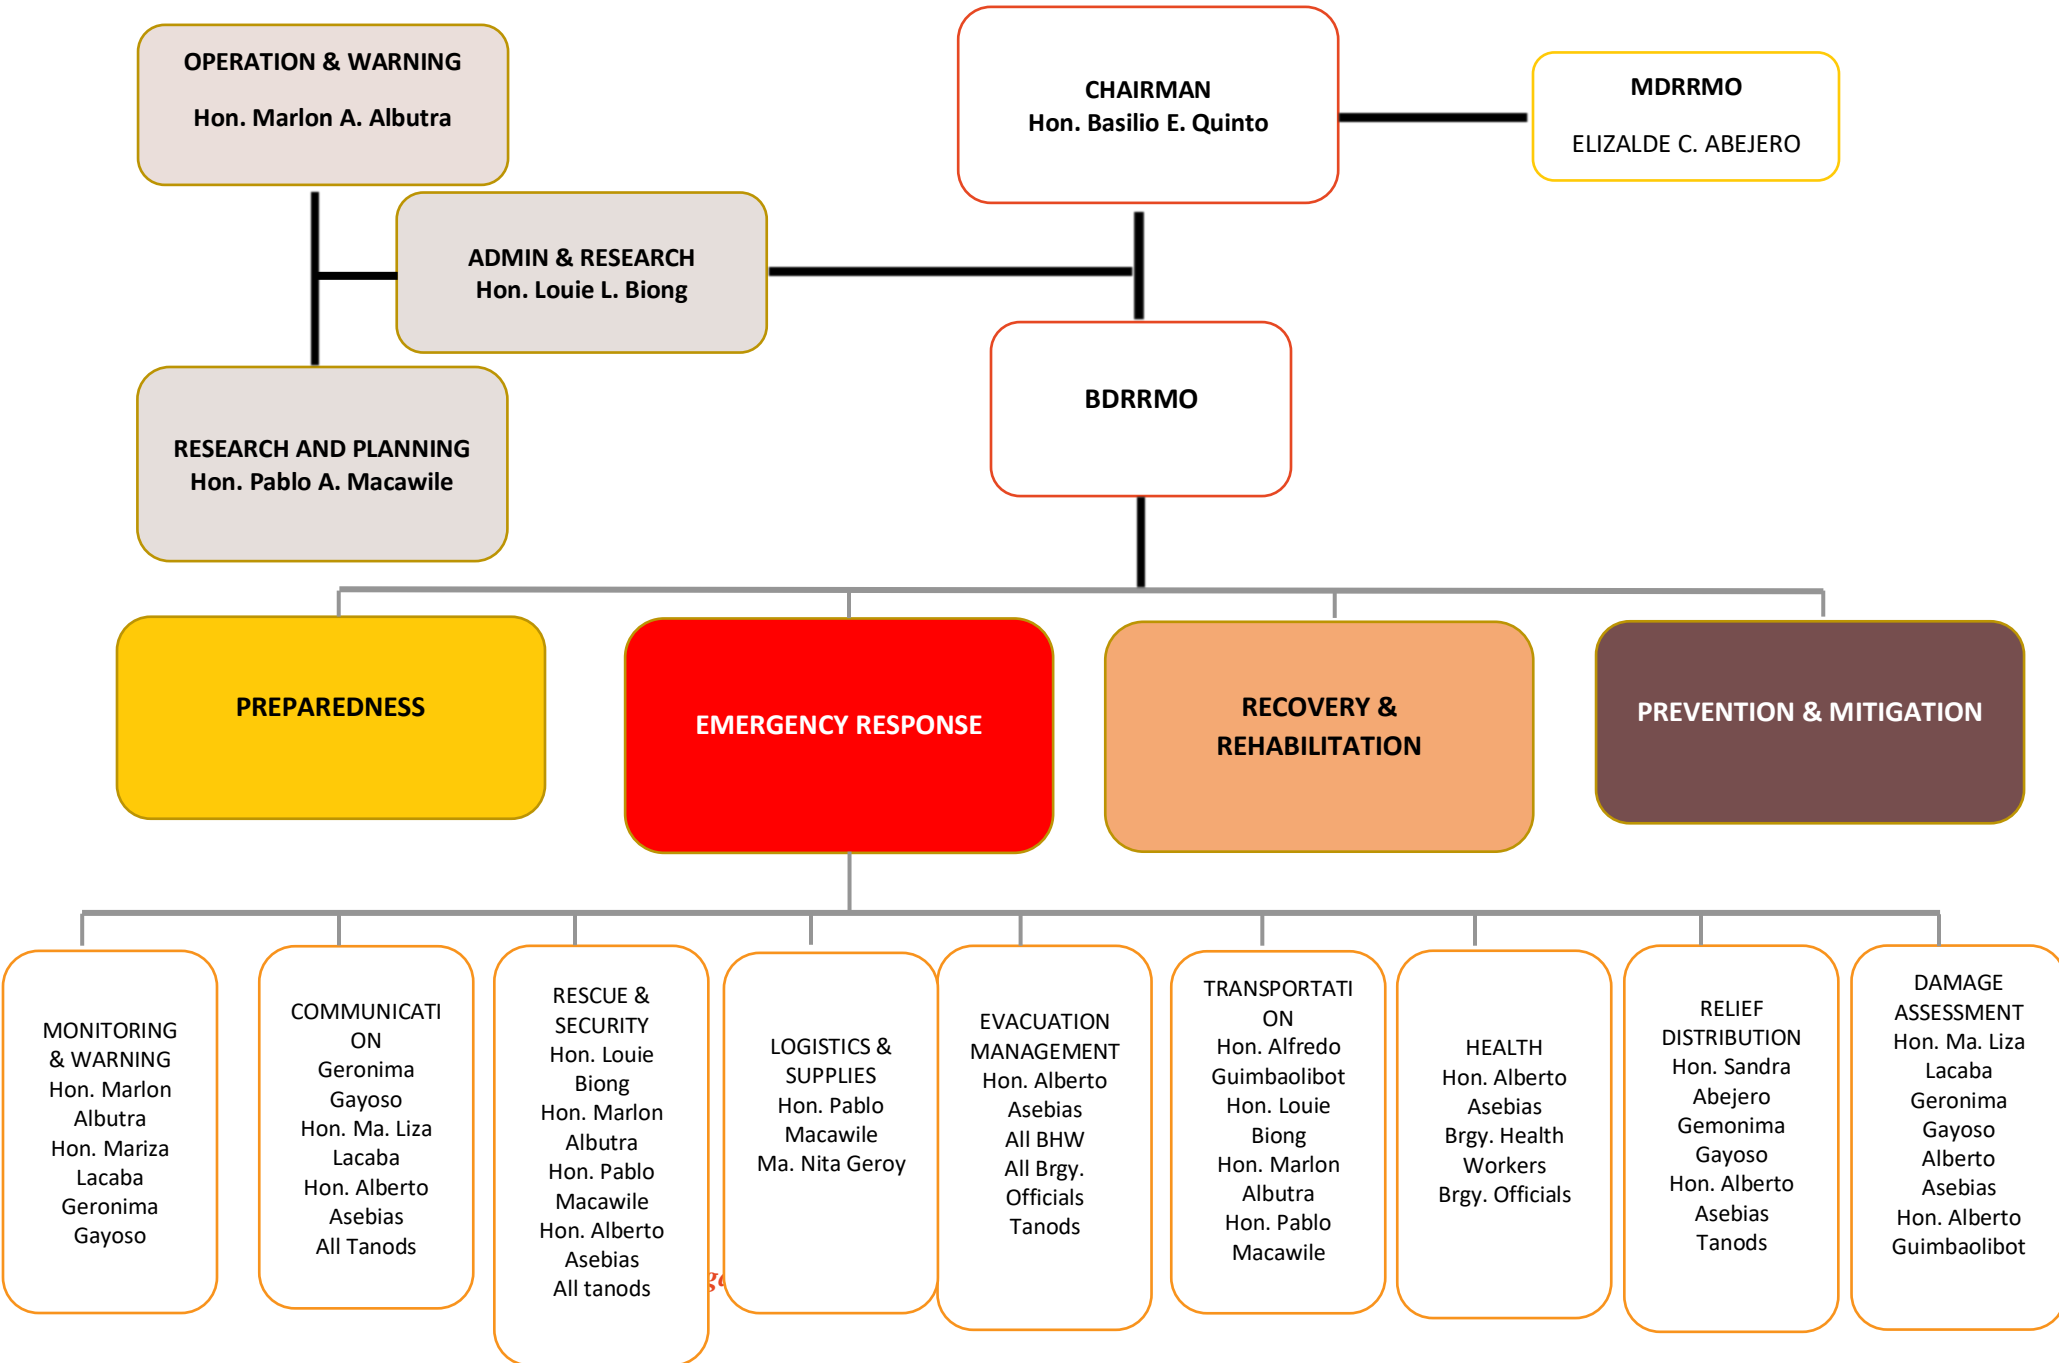 OPERATION & WARNING
Hon. Marlon A. Albutra
CHAIRMAN
Hon. Basilio E. Quinto
MDRRMO
ELIZALDE C. ABEJERO
ADMIN & RESEARCH
Hon. Louie L. Biong
BDRRMO
RESEARCH AND PLANNING
Hon. Pablo A. Macawile
PREPAREDNESS
EMERGENCY RESPONSE
RECOVERY &
REHABILITATION
PREVENTION & MITIGATION
MONITORING
& WARNING
Hon. Marlon
Albutra
Hon. Mariza
Lacaba
Geronima
Gayoso
COMMUNICATI
ON
Geronima
Gayoso
Hon. Ma. Liza
Lacaba
Hon. Alberto
Asebias
All Tanods
RESCUE &
SECURITY
Hon. Louie
Biong
Hon. Marlon
Albutra
Hon. Pablo
Macawile
Hon. Alberto
Asebias
All tanods
LOGISTICS &
SUPPLIES
Hon. Pablo
Macawile
Ma. Nita Geroy
EVACUATION
MANAGEMENT
Hon. Alberto
Asebias
All BHW
All Brgy.
Officials
Tanods
TRANSPORTATI
ON
Hon. Alfredo
Guimbaolibot
Hon. Louie
Biong
Hon. Marlon
Albutra
Hon. Pablo
Macawile
HEALTH
Hon. Alberto
Asebias
Brgy. Health
Workers
Brgy. Officials
RELIEF
DISTRIBUTION
Hon. Sandra
Abejero
Gemonima
Gayoso
Hon. Alberto
Asebias
Tanods
DAMAGE
ASSESSMENT
Hon. Ma. Liza
Lacaba
Geronima
Gayoso
Alberto
Asebias
Hon. Alberto
Guimbaolibot